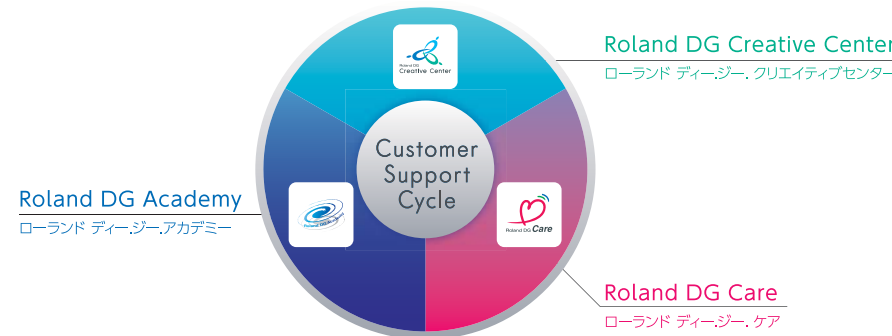 Roland DG
Creative Center
Roland DG Creative Center
ローランド ディー.ジー. クリエイティブセンター
Customer
Support
Cycle
Roland DG Academy
ローランド ディー.ジー.アカデミー
Roland DG Academy
Roland DG Care
Roland DG Care
ローランド ディー.ジー. ケア